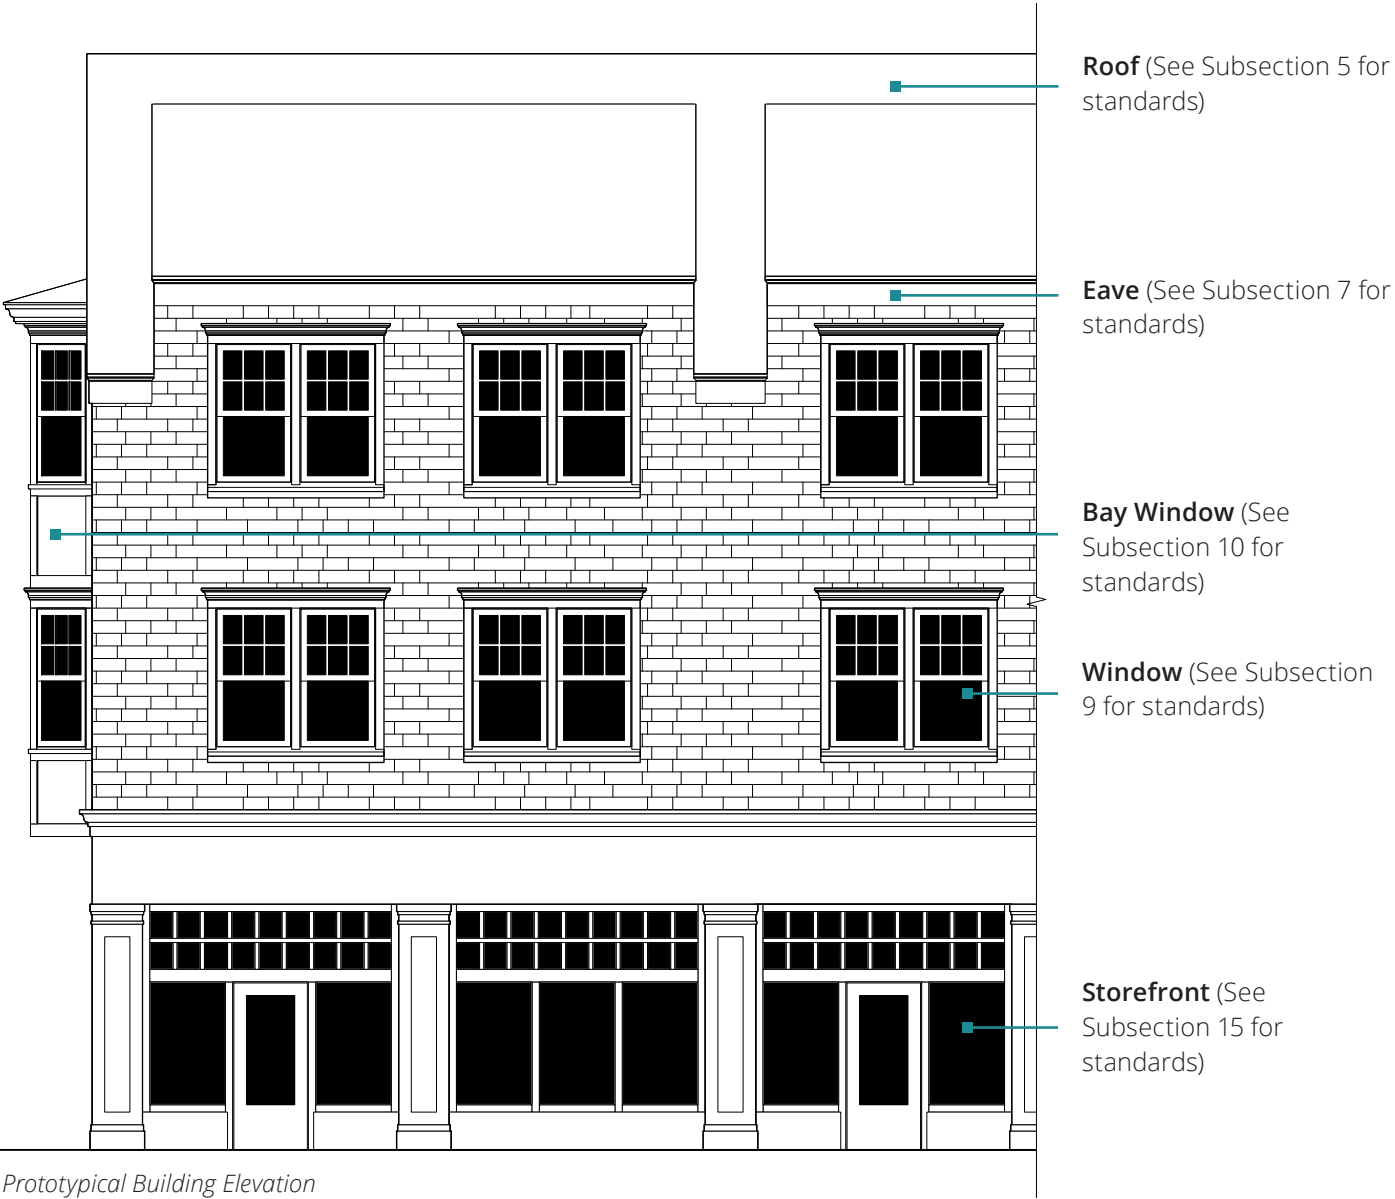 Roof (See Subsection 5 for
standards)
Eave (See Subsection 7 for
standards)
Bay Window (See
Subsection 10 for
standards)
Window (See Subsection
9 for standards)
Storefront (See
Subsection 15 for
standards)
Prototypical Building Elevation